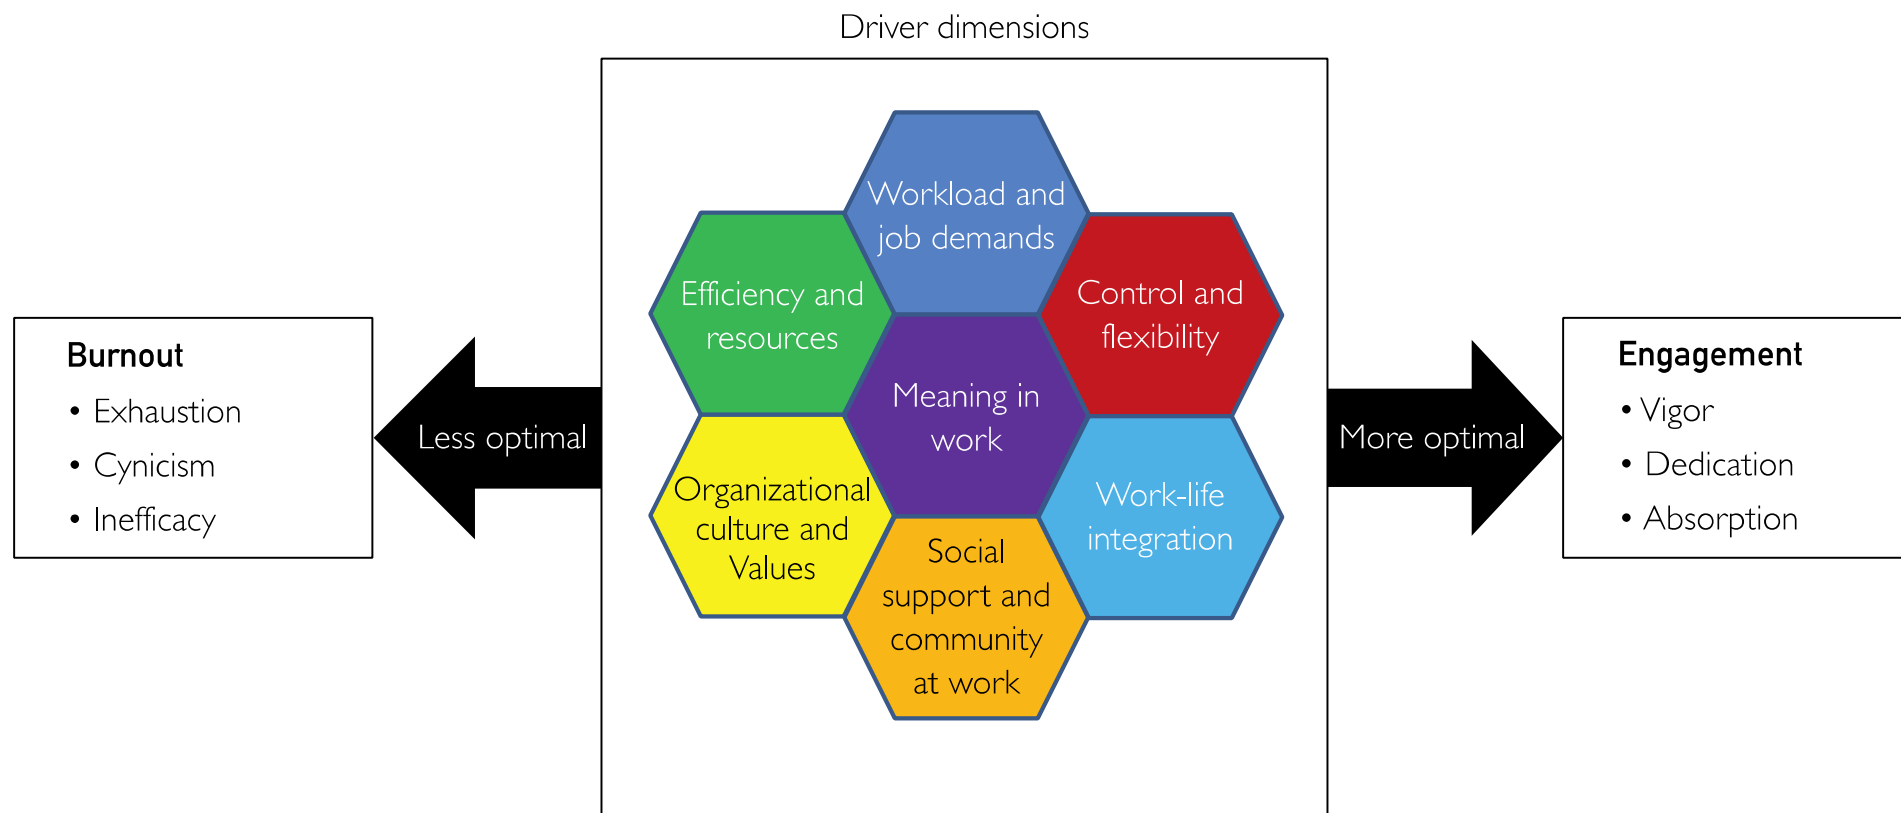 Driver dimensions
Workload and
job demands
Efficiency and
resources
Control and
flexibility
Meaning in
work
Organizational
culture and
Values
Work-life
integration
Social
support and
community
at work
Burnout
• Exhaustion
• Cynicism
• Inefficacy
Less optimal
More optimal
Engagement
• Vigor
• Dedication
• Absorption